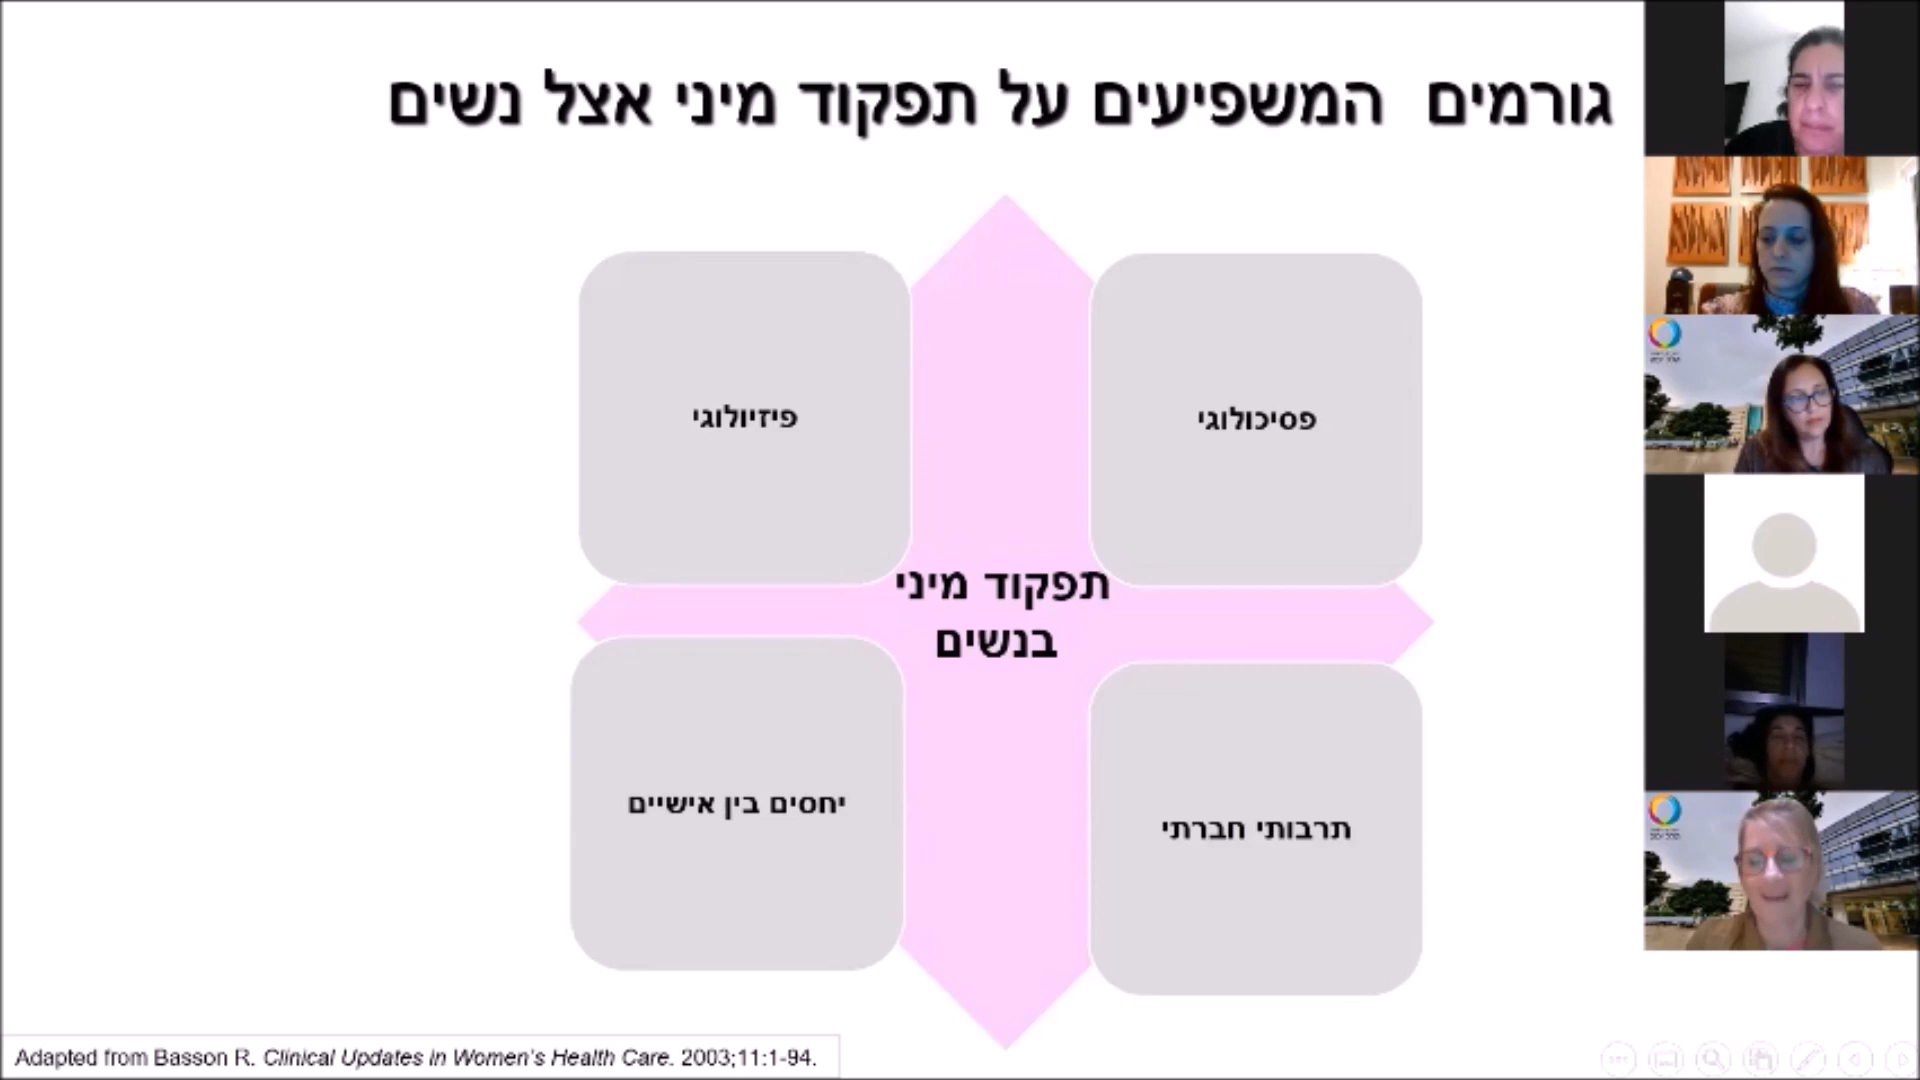 גורמים המשפיעים על תפקוד מיני אצל נשים
פסיכולוגי
פיזיולוגי
תפקוד מיני
בנשים
תרבותי חברתי
יחסים בין אישיים
Adapted from Basson R. Clinical Updates in Women's Health Care. 2003;11:1-94.